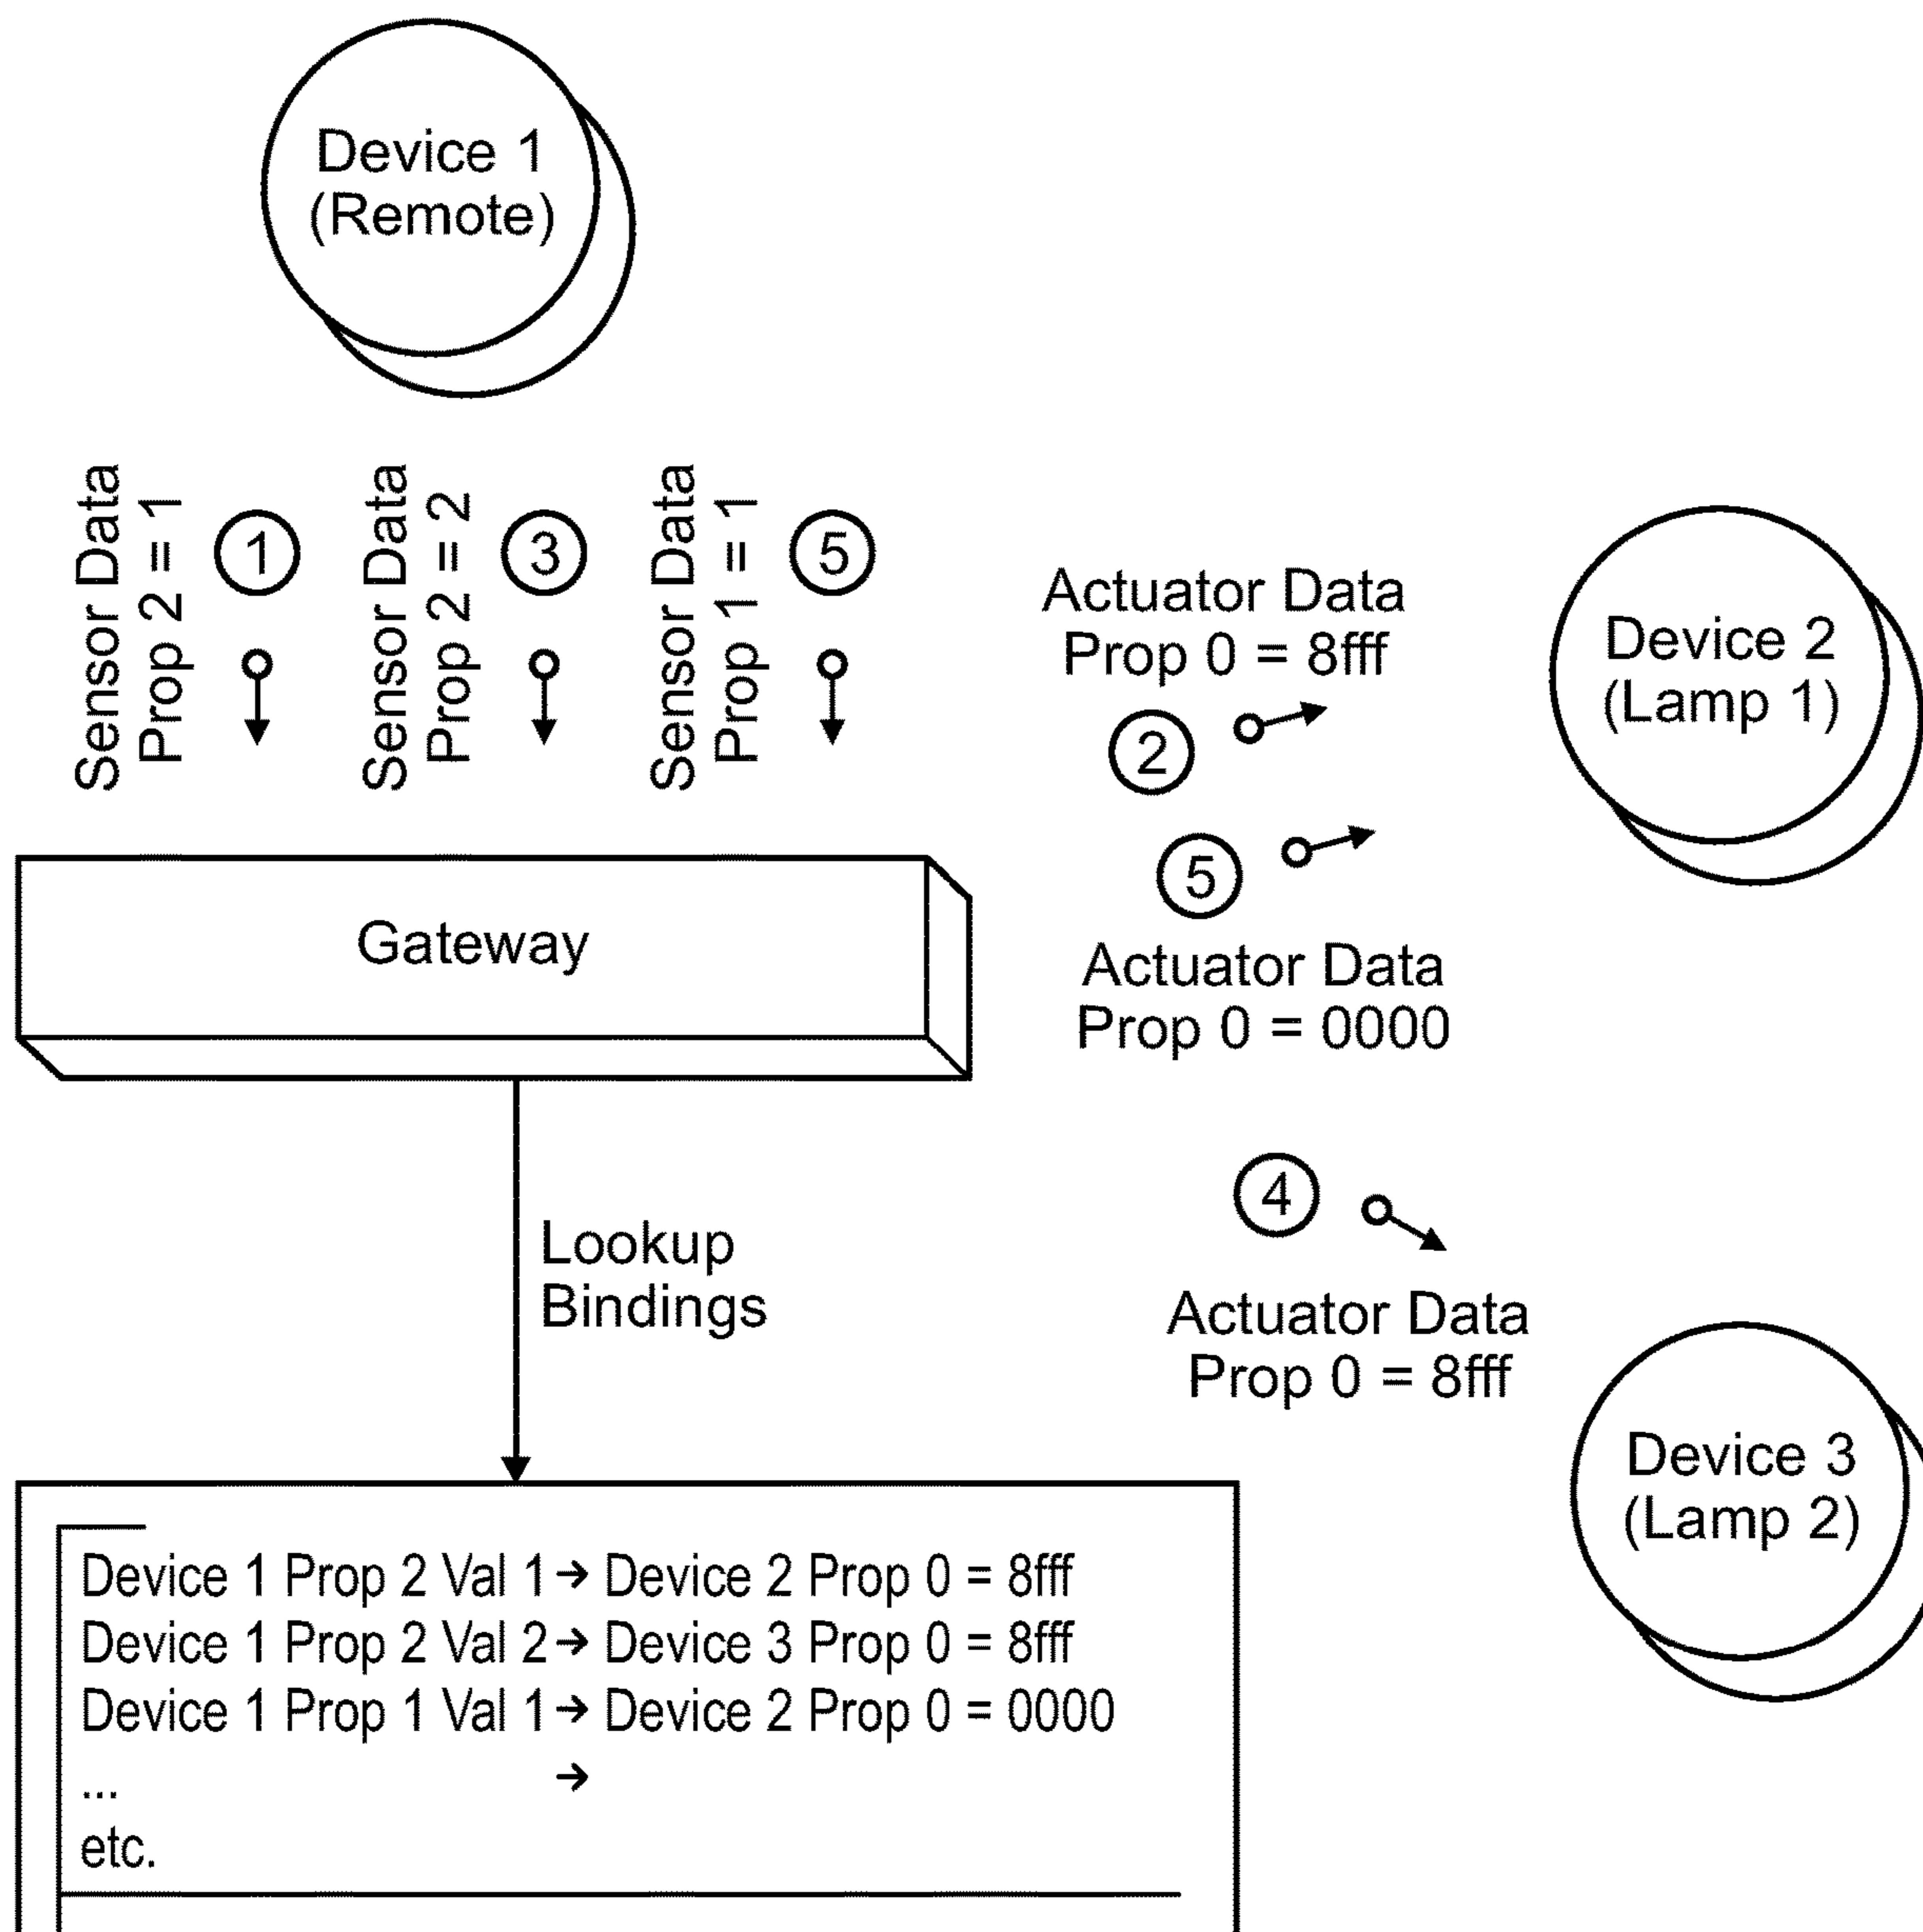 Device 1
(Remote)
Sensor Data
Prop 2 = 1
1
Sensor Data
Prop 2 = 2
3
Sensor Data
Prop 1 = 1
5
Actuator Data
Prop 0 = 8fff
2
Device 2
(Lamp 1)
5
Actuator Data
Prop 0 = 0000
Gateway
4
Actuator Data
Prop 0 = 8fff
Lookup
Bindings
Device 3
(Lamp 2)
Device 1 Prop 2 Val 1→ Device 2 Prop 0 = 8fff
Device 1 Prop 2 Val 2→ Device 3 Prop 0 = 8fff
Device 1 Prop 1 Val 1→ Device 2 Prop 0 = 0000
... →
etc.